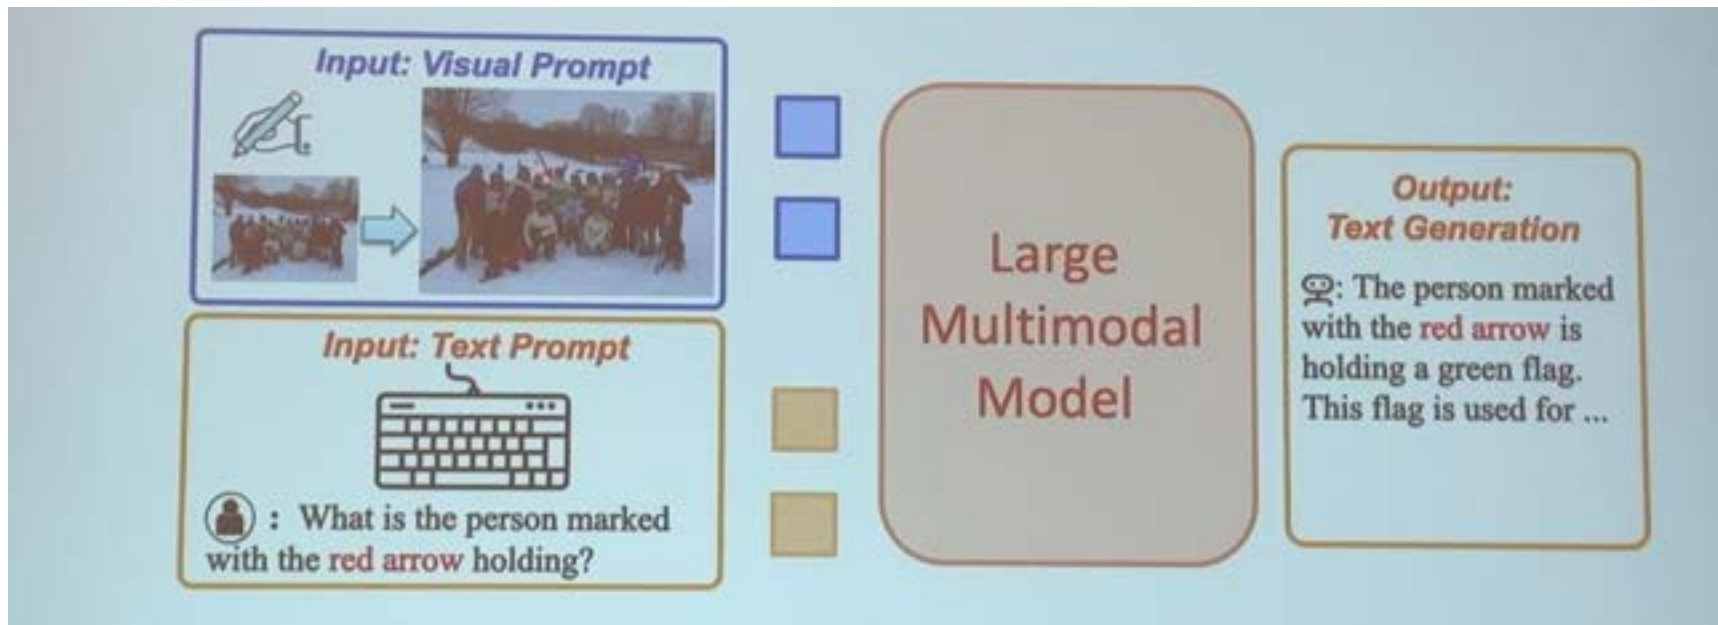 Input: Visual Prompt
Input: Text Prompt
: What is the person marked
with the red arrow holding?
Large
Multimodal
Model
Output:
Text Generation
: The person marked
with the red arrow is
holding a green flag.
This flag is used for ...